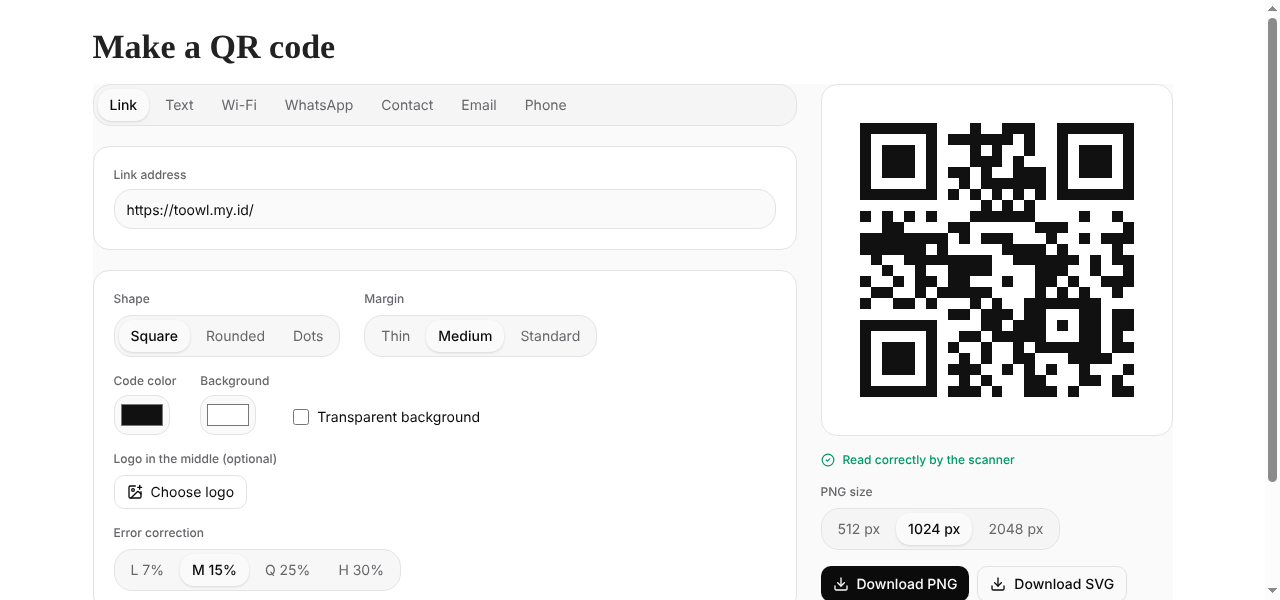 Make a QR code
Link Text Wi-Fi WhatsApp Contact Email Phone
Link address
https://toowl.my.id/
Shape Margin
Square Rounded Dots Thin Medium Standard
Code color Background
Transparent background
Logo in the middle (optional)
Choose logo
Error correction
L 7% M 15% Q 25% H 30%
Read correctly by the scanner
PNG size
512 px 1024 px 2048 px
Download PNG Download SVG